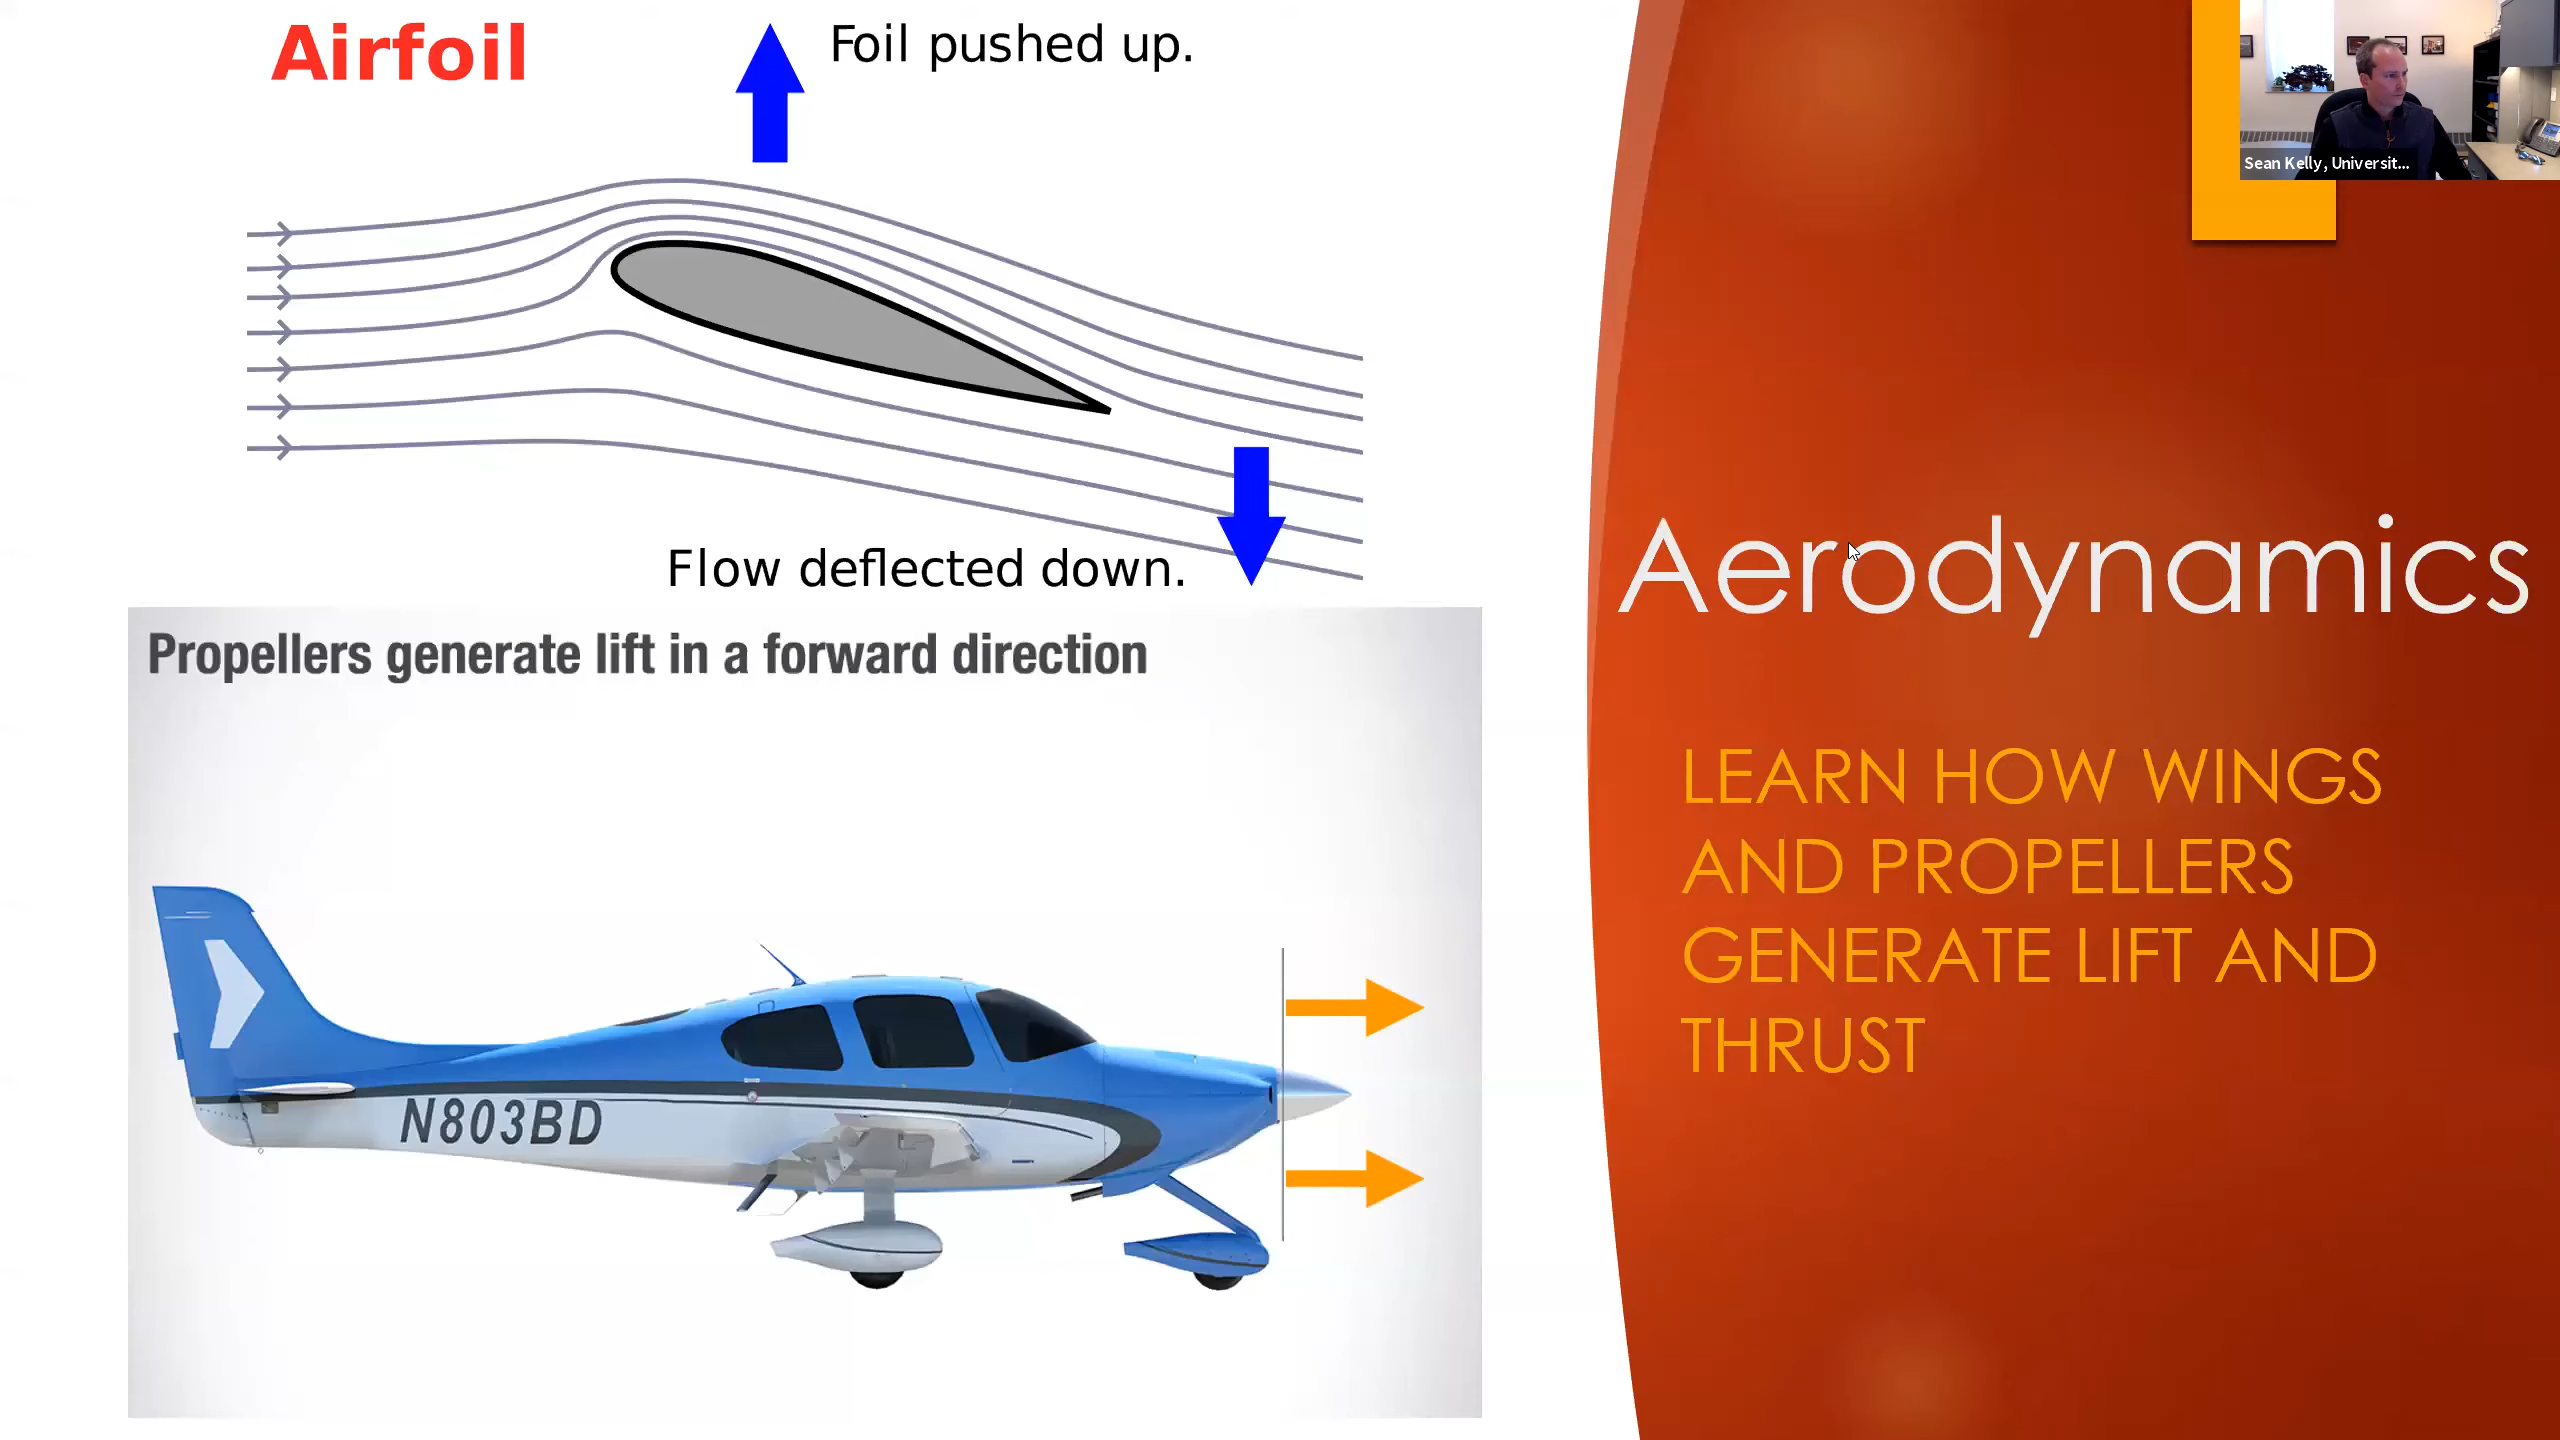 Airfoil
Foil pushed up.
Flow deflected down.
Propellers generate lift in a forward direction
N803BD
Sean Kelly, Universit...
Aerodynamics
LEARN HOW WINGS
AND PROPELLERS
GENERATE LIFT AND
THRUST